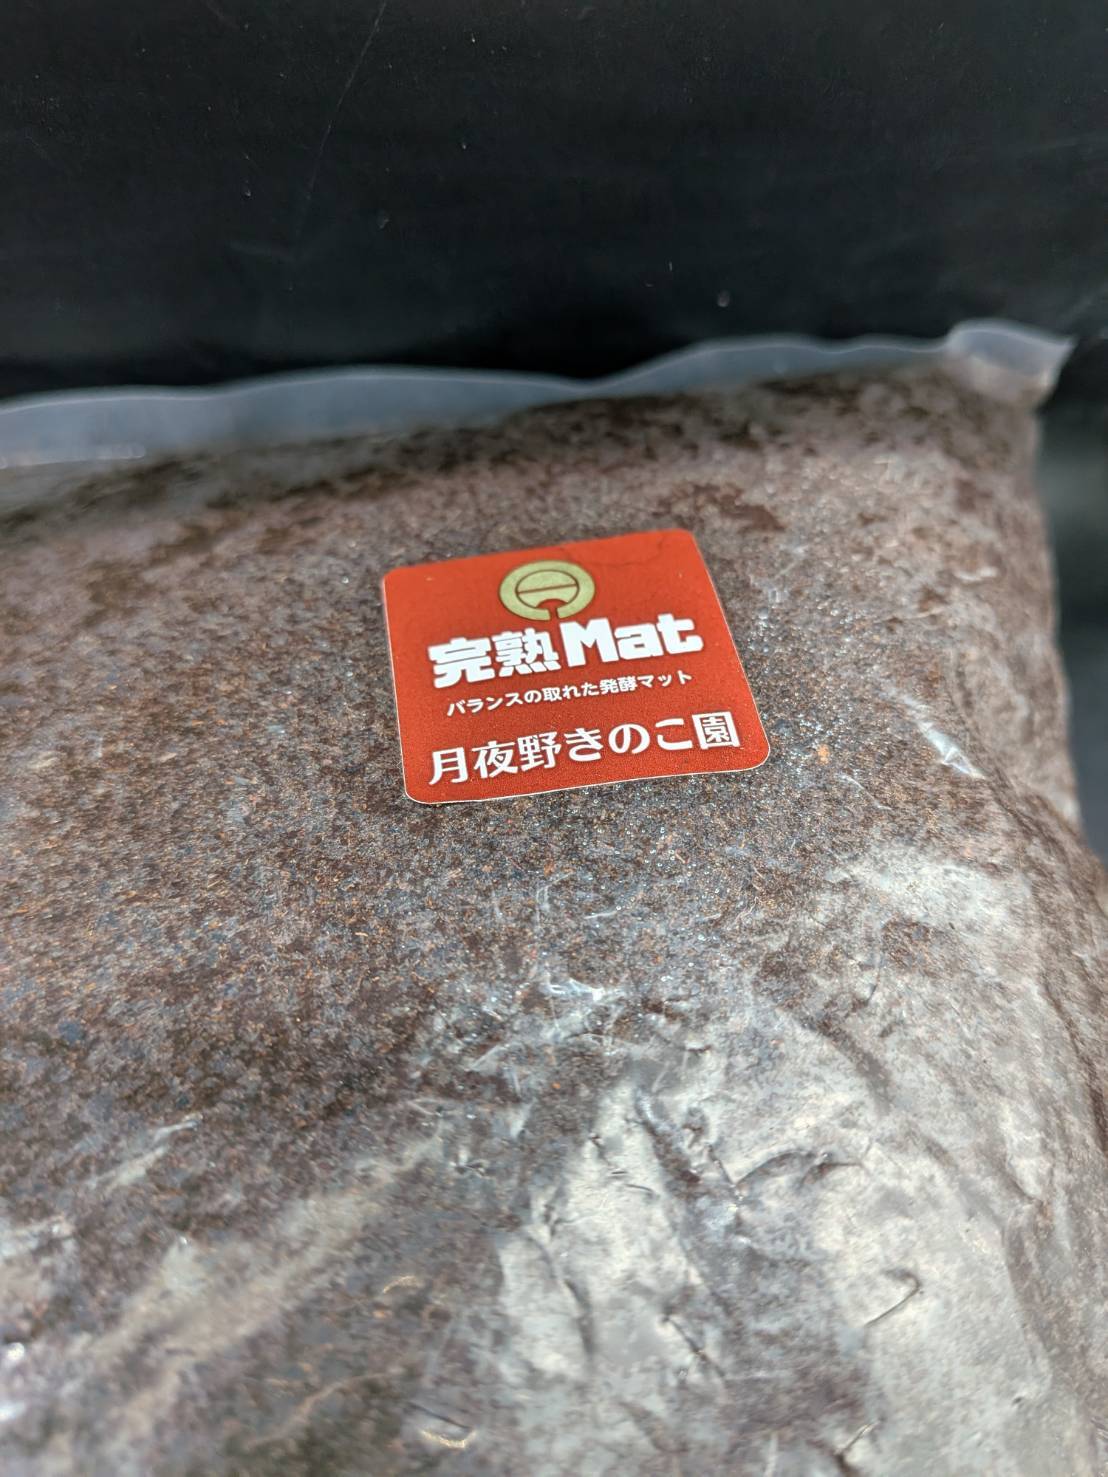 完熟Mat
バランスの取れた発酵マット
月夜野きのこ園